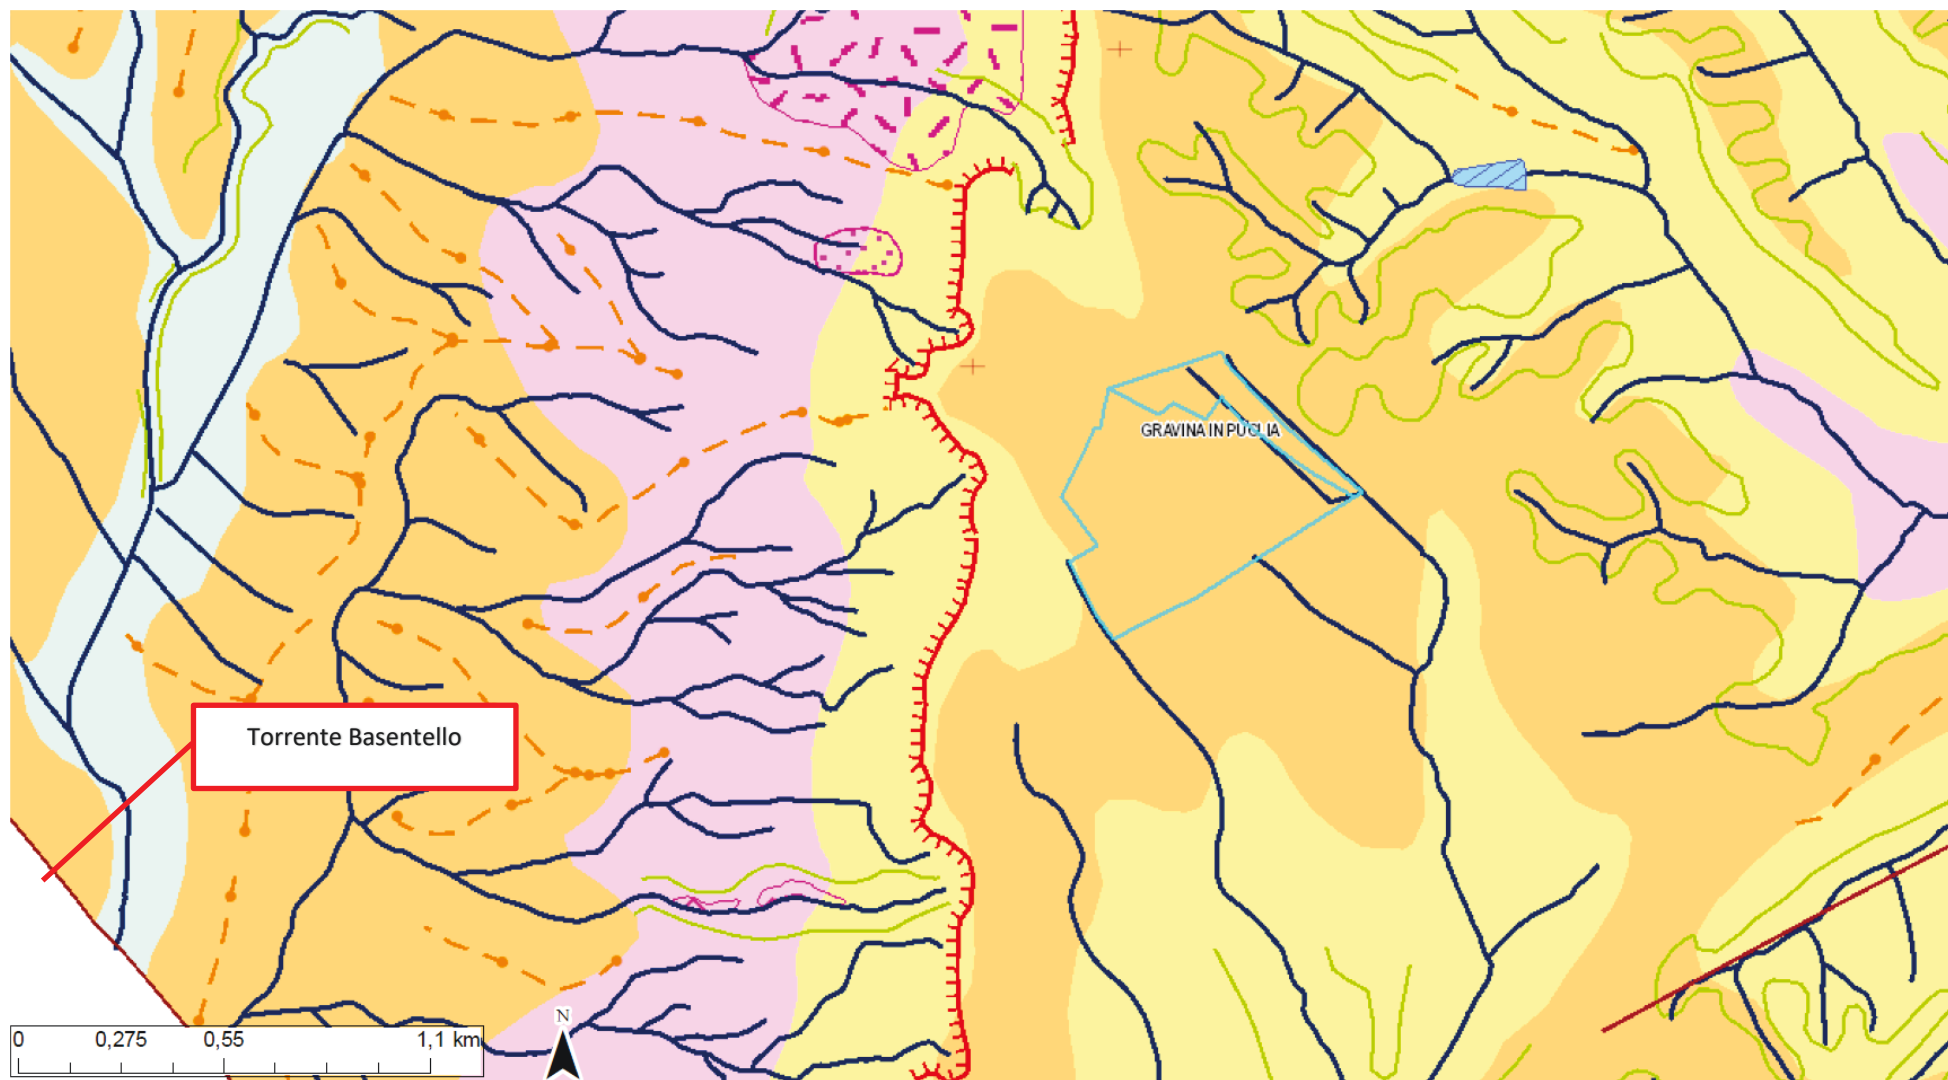 GRAVINA IN PUGLIA
Torrente Basentello
N
0 0,275 0,55 1,1 km